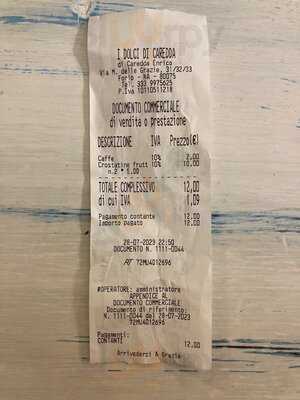 I DOLCI DI CAREDDA
di Caredda Enrico
Via M. delle Grazie, 31/32/33
Forio - NA - 80075
Tel. 333 9975625
P.Iva 10110511218
DOCUMENTO COMMERCIALE
di vendita o prestazione
DESCRIZIONE IVA Prezzo(€)
Caffe 10% 2,00
Crostatine frutt 10% 10,00
n.2 * 5,00
TOTALE COMPLESSIVO 12,00
di cui IVA 1,09
Pagamento contante 12,00
Importo pagato 12,00
28-07-2023 22:50
DOCUMENTO N. 1111-0044
RT 72MU4012696
#OPERATORE: amministratore
APPENDICE AL
DOCUMENTO COMMERCIALE
Documento di riferimento:
N. 1111-0044 del 28-07-2023
72MU4012696
Pagamenti:
CONTANTI 12,00
Arrivederci & Grazie